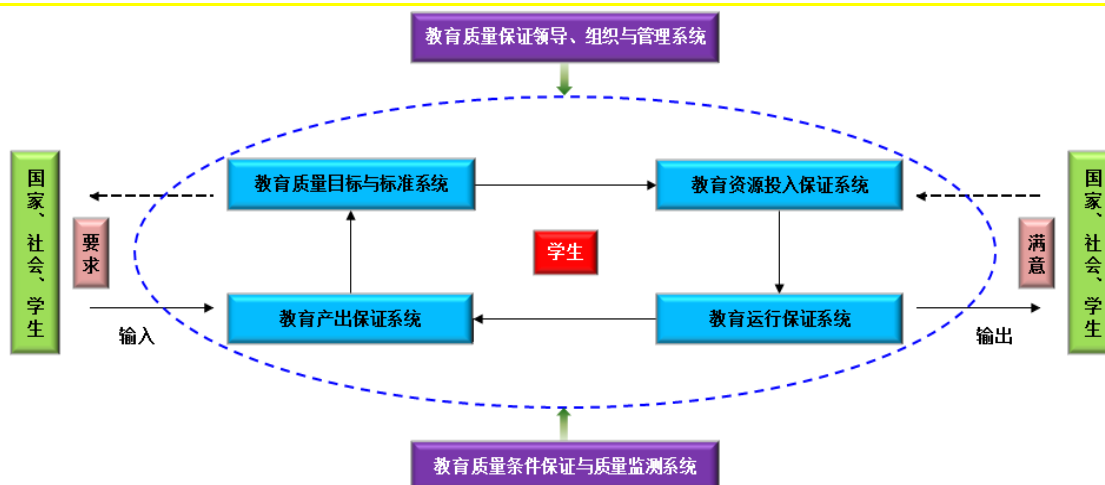 教育质量保证领导、组织与管理系统
国家、社会、学生
要求
输入
教育质量目标与标准系统
教育资源投入保证系统
学生
教育产出保证系统
教育运行保证系统
满意
输出
国家、社会、学生
教育质量条件保证与质量监测系统